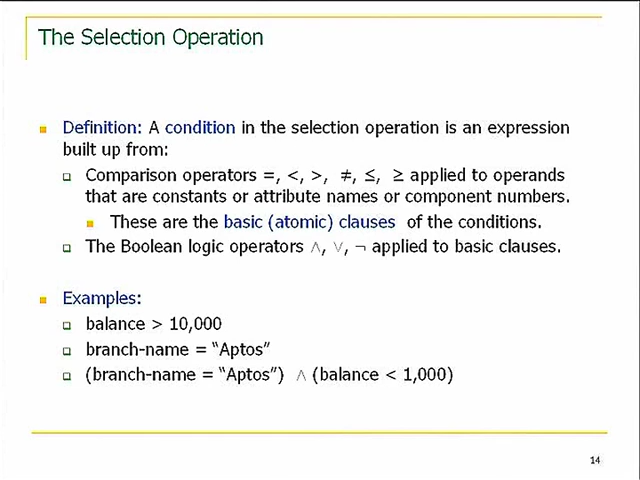 The Selection Operation
Definition: A condition in the selection operation is an expression
built up from:
Comparison operators =, <, >, ≠, ≤, ≥ applied to operands
that are constants or attribute names or component numbers.
These are the basic (atomic) clauses of the conditions.
The Boolean logic operators ∧, ∨, ¬ applied to basic clauses.
Examples:
balance > 10,000
branch-name = “Aptos”
(branch-name = “Aptos”) ∧ (balance < 1,000)
14